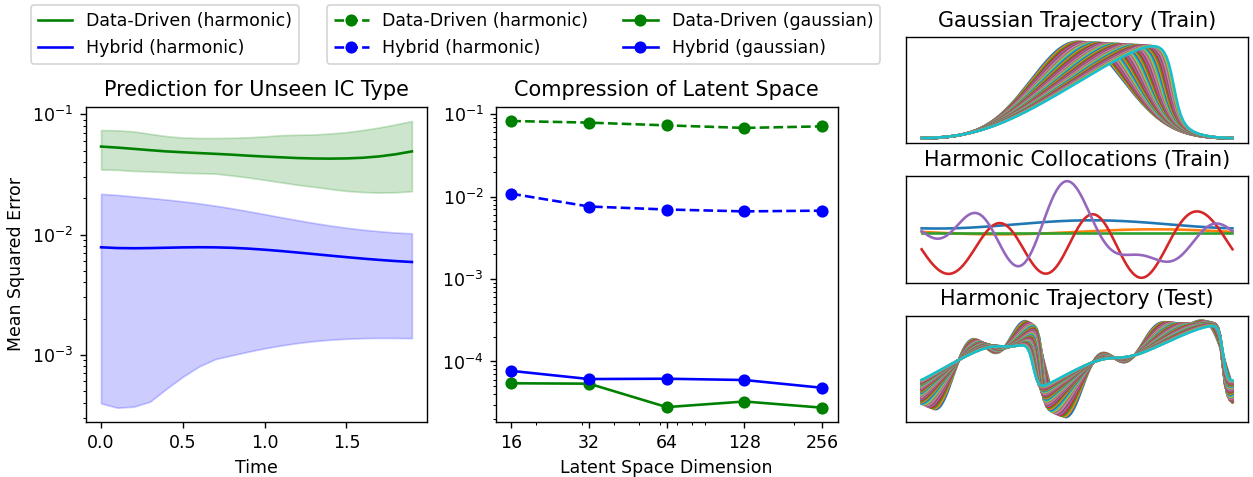 Data-Driven (harmonic)
Hybrid (harmonic)
Data-Driven (harmonic)
Hybrid (harmonic)
Data-Driven (gaussian)
Hybrid (gaussian)
Prediction for Unseen IC Type
Mean Squared Error
10⁻¹
10⁻²
10⁻³
0.0 0.5 1.0 1.5
Time
Compression of Latent Space
10⁻¹
10⁻²
10⁻³
10⁻⁴
16 32 64 128 256
Latent Space Dimension
Gaussian Trajectory (Train)
Harmonic Collocations (Train)
Harmonic Trajectory (Test)